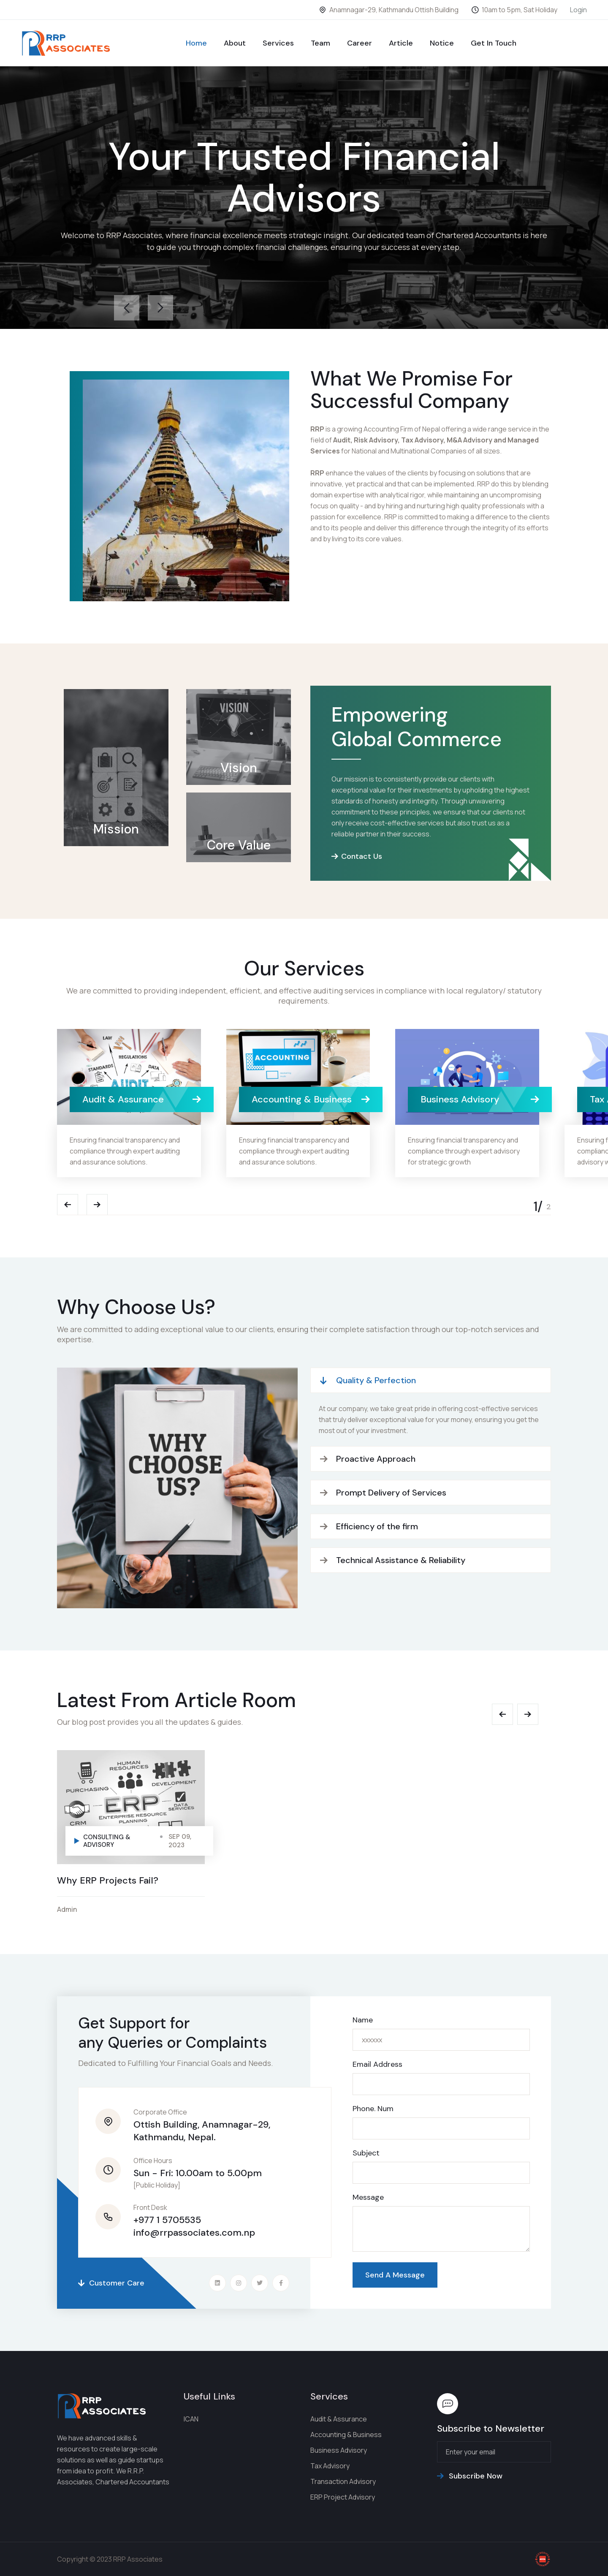 Anamnagar-29, Kathmandu Ottish Building
10am to 5pm, Sat Holiday
Login
RRP
ASSOCIATES
Home
About
Services
Team
Career
Article
Notice
Get In Touch
Your Trusted Financial
Advisors
Welcome to RRP Associates, where financial excellence meets strategic insight. Our dedicated team of Chartered Accountants is here
to guide you through complex financial challenges, ensuring your success at every step.
What We Promise For
Successful Company
RRP is a growing Accounting Firm of Nepal offering a wide range service in the
field of Audit, Risk Advisory, Tax Advisory, M&A Advisory and Managed
Services for National and Multinational Companies of all sizes.
RRP enhance the values of the clients by focusing on solutions that are
innovative, yet practical and that can be implemented. RRP do this by blending
domain expertise with analytical rigor, while maintaining an uncompromising
focus on quality - and by hiring and nurturing high quality professionals with a
passion for excellence. RRP is committed to making a difference to the clients
and to its people and deliver this difference through the integrity of its efforts
and by living to its core values.
Mission
VISION
Vision
Core Value
Empowering
Global Commerce
Our mission is to consistently provide our clients with
exceptional value for their investments by upholding the highest
standards of honesty and integrity. Through unwavering
commitment to these principles, we ensure that our clients not
only receive cost-effective services but also trust us as a
reliable partner in their success.
Contact Us
Our Services
We are committed to providing independent, efficient, and effective auditing services in compliance with local regulatory/ statutory
requirements.
LAW
REGULATIONS
STANDARDS
AUDIT
Audit & Assurance
Ensuring financial transparency and
compliance through expert auditing
and assurance solutions.
ACCOUNTING
Accounting & Business
Ensuring financial transparency and
compliance through expert auditing
and assurance solutions.
Business Advisory
Ensuring financial transparency and
compliance through expert advisory
for strategic growth
Tax
Ensuring f
complianc
advisory w
1/ 2
Why Choose Us?
We are committed to adding exceptional value to our clients, ensuring their complete satisfaction through our top-notch services and
expertise.
WHY
CHOOSE
US?
Quality & Perfection
At our company, we take great pride in offering cost-effective services
that truly deliver exceptional value for your money, ensuring you get the
most out of your investment.
Proactive Approach
Prompt Delivery of Services
Efficiency of the firm
Technical Assistance & Reliability
Latest From Article Room
Our blog post provides you all the updates & guides.
HUMAN
RESOURCES
PURCHASING
ERP
ENTERPRISE RESOURCE
PLANNING
DATA
SERVICES
CRM
CONSULTING &
ADVISORY
SEP 09,
2023
Why ERP Projects Fail?
Admin
Get Support for
any Queries or Complaints
Dedicated to Fulfilling Your Financial Goals and Needs.
Corporate Office
Ottish Building, Anamnagar-29,
Kathmandu, Nepal.
Office Hours
Sun - Fri: 10.00am to 5.00pm
[Public Holiday]
Front Desk
+977 1 5705535
info@rrpassociates.com.np
Customer Care
Name
xxxxxx
Email Address
Phone. Num
Subject
Message
Send A Message
RRP
ASSOCIATES
We have advanced skills &
resources to create large-scale
solutions as well as guide startups
from idea to profit. We R.R.P.
Associates, Chartered Accountants
Useful Links
ICAN
Services
Audit & Assurance
Accounting & Business
Business Advisory
Tax Advisory
Transaction Advisory
ERP Project Advisory
Subscribe to Newsletter
Enter your email
Subscribe Now
Copyright © 2023 RRP Associates.